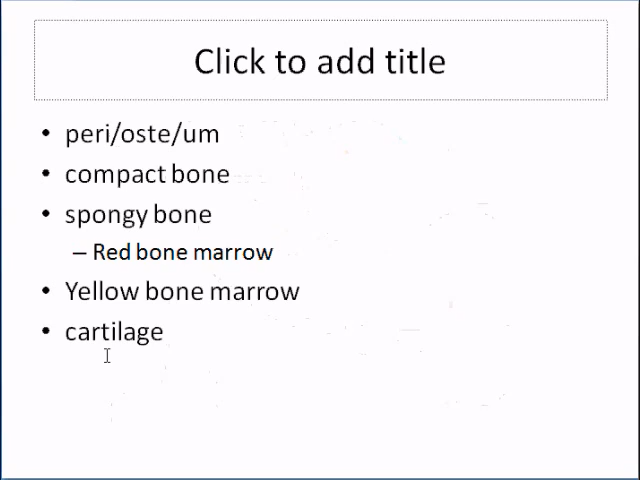 Click to add title
• peri/oste/um
• compact bone
• spongy bone
– Red bone marrow
• Yellow bone marrow
• cartilage